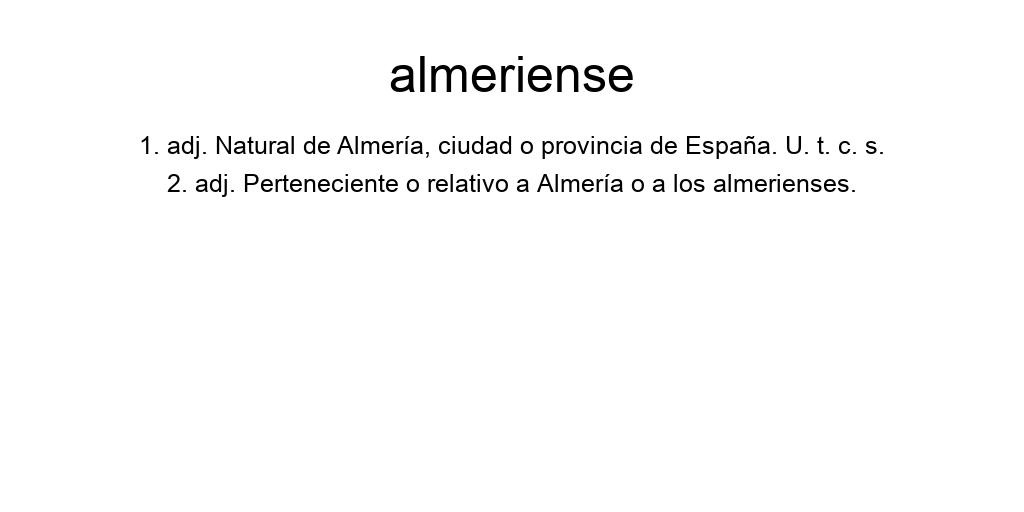 almeriense
1. adj. Natural de Almería, ciudad o provincia de España. U. t. c. s.
2. adj. Perteneciente o relativo a Almería o a los almerienses.